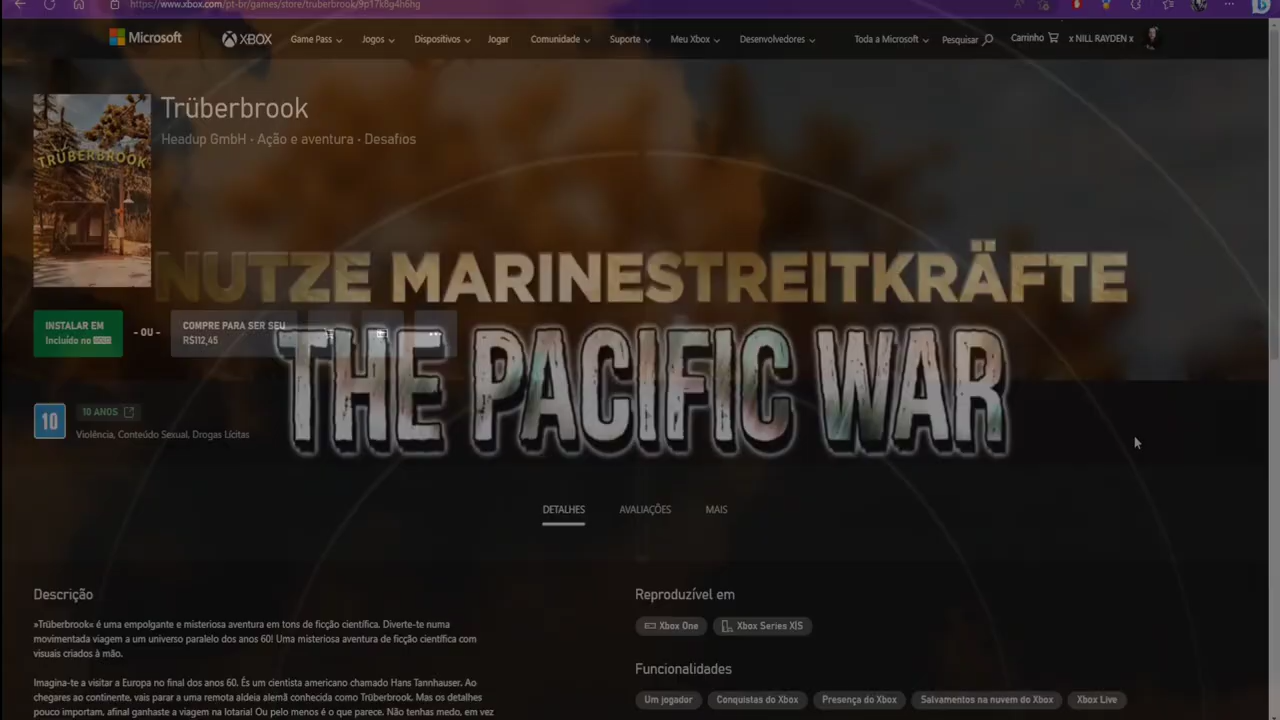 https://www.xbox.com/pt-br/games/store/truberbrook/9p17k8g4h6hg
Microsoft
XBOX
Game Pass
Jogos
Dispositivos
Jogar
Comunidade
Suporte
Meu Xbox
Desenvolvedores
Toda a Microsoft
Pesquisar
Carrinho
x NILL RAYDEN x
TRÜBERBROOK
Trüberbrook
Headup GmbH • Ação e aventura • Desafios
NUTZE MARINESTREITKRÄFTE
THE PACIFIC WAR
INSTALAR EM
Incluído no GOLD
- OU -
COMPRE PARA SER SEU
R$112,45
10
10 ANOS
Violência, Conteúdo Sexual, Drogas Lícitas
DETALHES
AVALIAÇÕES
MAIS
Descrição
»Trüberbrook« é uma empolgante e misteriosa aventura em tons de ficção científica. Diverte-te numa
movimentada viagem a um universo paralelo dos anos 60! Uma misteriosa aventura de ficção científica com
visuais criados à mão.
Imagina-te a visitar a Europa no final dos anos 60. És um cientista americano chamado Hans Tannhauser. Ao
chegares ao continente, vais parar a uma remota aldeia alemã conhecida como Trüberbrook. Mas os detalhes
pouco importam, afinal ganhaste a viagem na lotaria! Ou pelo menos é o que parece. Não tenhas medo, em vez
Reproduzível em
Xbox One
Xbox Series X|S
Funcionalidades
Um jogador
Conquistas do Xbox
Presença do Xbox
Salvamentos na nuvem do Xbox
Xbox Live